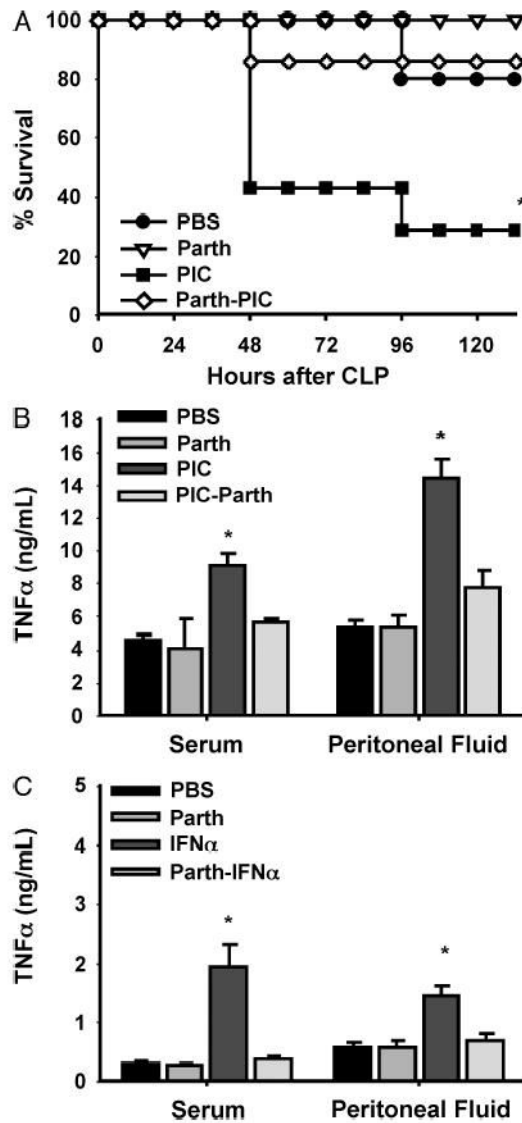 A
% Survival
100
80
60
40
20
0
PBS
Parth
PIC
Parth-PIC
*
0 24 48 72 96 120
Hours after CLP
B
TNFα (ng/mL)
18
16
14
12
10
8
6
4
2
0
PBS
Parth
PIC
PIC-Parth
*
*
Serum Peritoneal Fluid
C
TNFα (ng/mL)
5
4
3
2
1
0
PBS
Parth
IFNα
Parth-IFNα
*
*
Serum Peritoneal Fluid